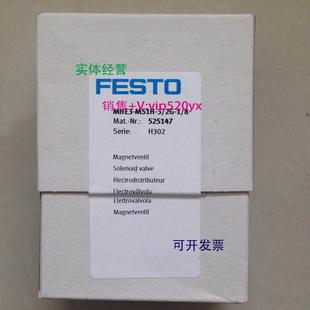 实体经营
FESTO
销售+V:vip520yx
MHE3-MS1H-3/2G-1/8
Mat.-Nr.: 525147
Serie: H302
Magnetventil
Solenoid valve
électrodistributeur
Electroválvula
Elettrovalvola
Magnetventil
可开发票